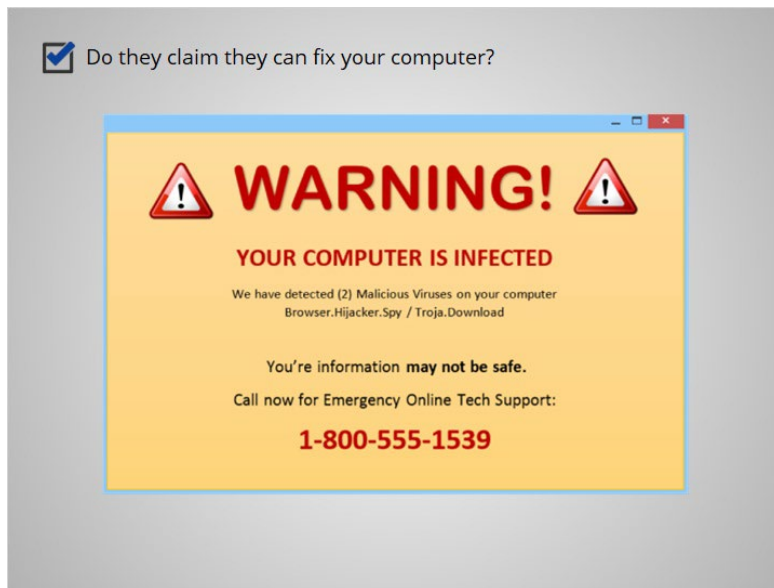 Do they claim they can fix your computer?
WARNING!
YOUR COMPUTER IS INFECTED
We have detected (2) Malicious Viruses on your computer
Browser.Hijacker.Spy / Troja.Download
You're information may not be safe.
Call now for Emergency Online Tech Support:
1-800-555-1539